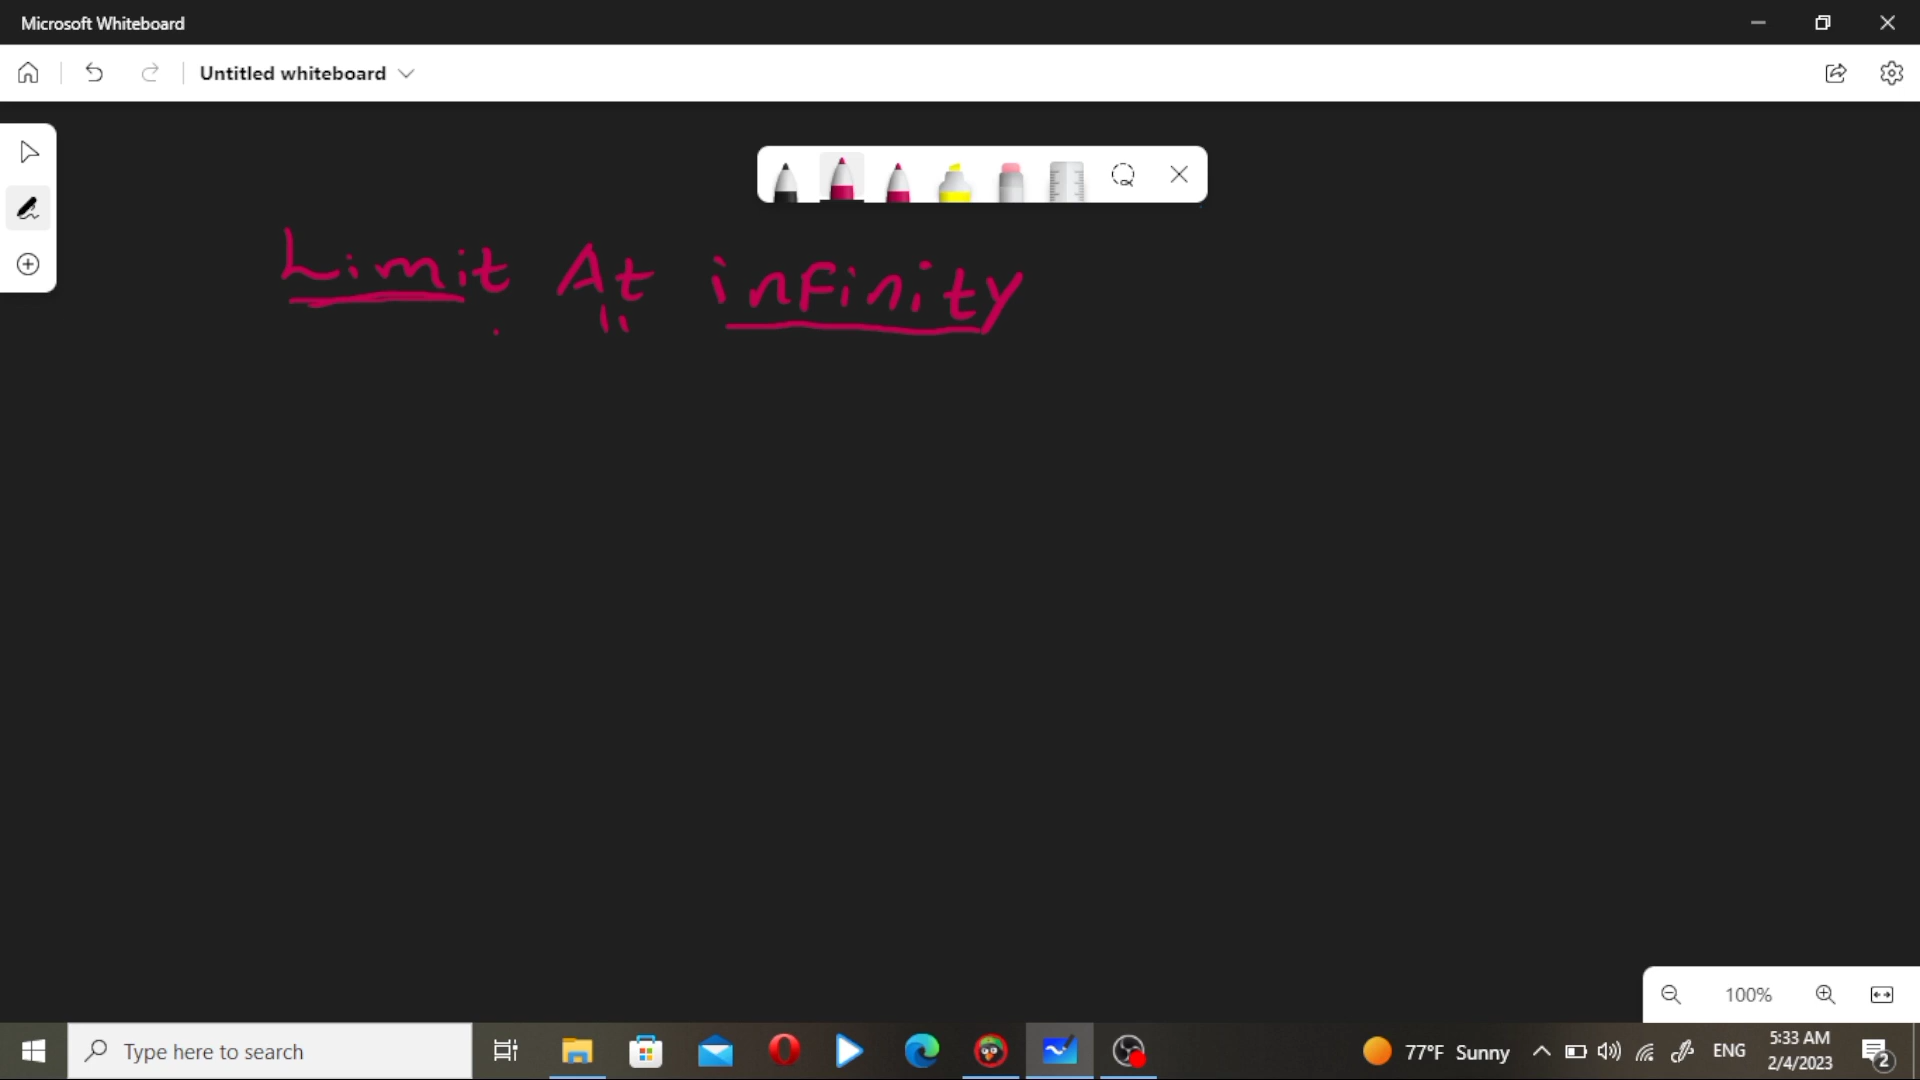 Microsoft Whiteboard
Untitled whiteboard
Limit At infinity
100%
Type here to search
77°F Sunny
ENG
5:33 AM
2/4/2023
2